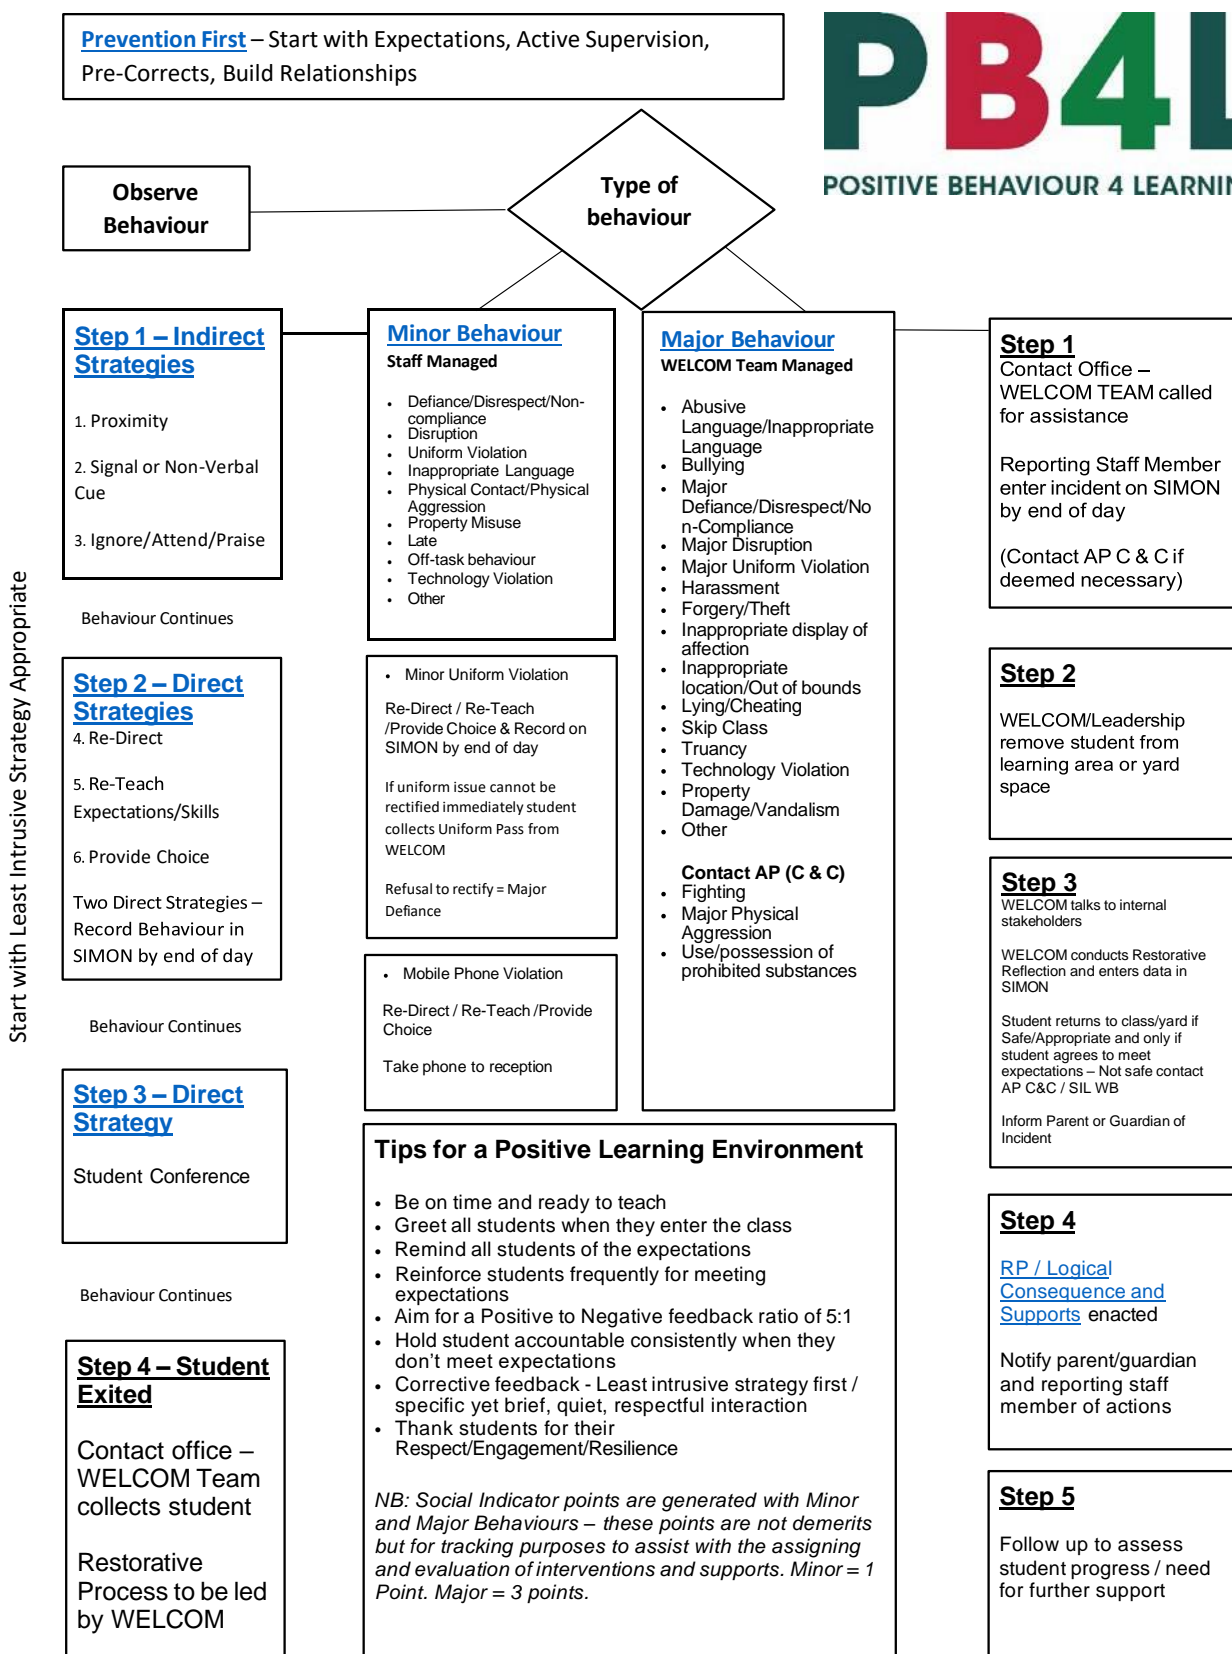 Prevention First – Start with Expectations, Active Supervision,
Pre-Corrects, Build Relationships
PB4L
POSITIVE BEHAVIOUR 4 LEARNIN
Observe
Behaviour
Type of
behaviour
Start with Least Intrusive Strategy Appropriate
Step 1 – Indirect
Strategies
1. Proximity
2. Signal or Non-Verbal
Cue
3. Ignore/Attend/Praise
Behaviour Continues
Step 2 – Direct
Strategies
4. Re-Direct
5. Re-Teach
Expectations/Skills
6. Provide Choice
Two Direct Strategies –
Record Behaviour in
SIMON by end of day
Behaviour Continues
Step 3 – Direct
Strategy
Student Conference
Behaviour Continues
Step 4 – Student
Exited
Contact office –
WELCOM Team
collects student
Restorative
Process to be led
by WELCOM
Minor Behaviour
Staff Managed
• Defiance/Disrespect/Non-
compliance
• Disruption
• Uniform Violation
• Inappropriate Language
• Physical Contact/Physical
Aggression
• Property Misuse
• Late
• Off-task behaviour
• Technology Violation
• Other
• Minor Uniform Violation
Re-Direct / Re-Teach
/Provide Choice & Record on
SIMON by end of day
If uniform issue cannot be
rectified immediately student
collects Uniform Pass from
WELCOM
Refusal to rectify = Major
Defiance
• Mobile Phone Violation
Re-Direct / Re-Teach /Provide
Choice
Take phone to reception
Major Behaviour
WELCOM Team Managed
• Abusive
Language/Inappropriate
Language
• Bullying
• Major
Defiance/Disrespect/No
n-Compliance
• Major Disruption
• Major Uniform Violation
• Harassment
• Forgery/Theft
• Inappropriate display of
affection
• Inappropriate
location/Out of bounds
• Lying/Cheating
• Skip Class
• Truancy
• Technology Violation
• Property
Damage/Vandalism
• Other
Contact AP (C & C)
• Fighting
• Major Physical
Aggression
• Use/possession of
prohibited substances
Tips for a Positive Learning Environment
• Be on time and ready to teach
• Greet all students when they enter the class
• Remind all students of the expectations
• Reinforce students frequently for meeting
expectations
• Aim for a Positive to Negative feedback ratio of 5:1
• Hold student accountable consistently when they
don't meet expectations
• Corrective feedback - Least intrusive strategy first /
specific yet brief, quiet, respectful interaction
• Thank students for their
Respect/Engagement/Resilience
NB: Social Indicator points are generated with Minor
and Major Behaviours – these points are not demerits
but for tracking purposes to assist with the assigning
and evaluation of interventions and supports. Minor = 1
Point. Major = 3 points.
Step 1
Contact Office –
WELCOM TEAM called
for assistance
Reporting Staff Member
enter incident on SIMON
by end of day
(Contact AP C & C if
deemed necessary)
Step 2
WELCOM/Leadership
remove student from
learning area or yard
space
Step 3
WELCOM talks to internal
stakeholders
WELCOM conducts Restorative
Reflection and enters data in
SIMON
Student returns to class/yard if
Safe/Appropriate and only if
student agrees to meet
expectations – Not safe contact
AP C&C / SIL WB
Inform Parent or Guardian of
Incident
Step 4
RP / Logical
Consequence and
Supports enacted
Notify parent/guardian
and reporting staff
member of actions
Step 5
Follow up to assess
student progress / need
for further support